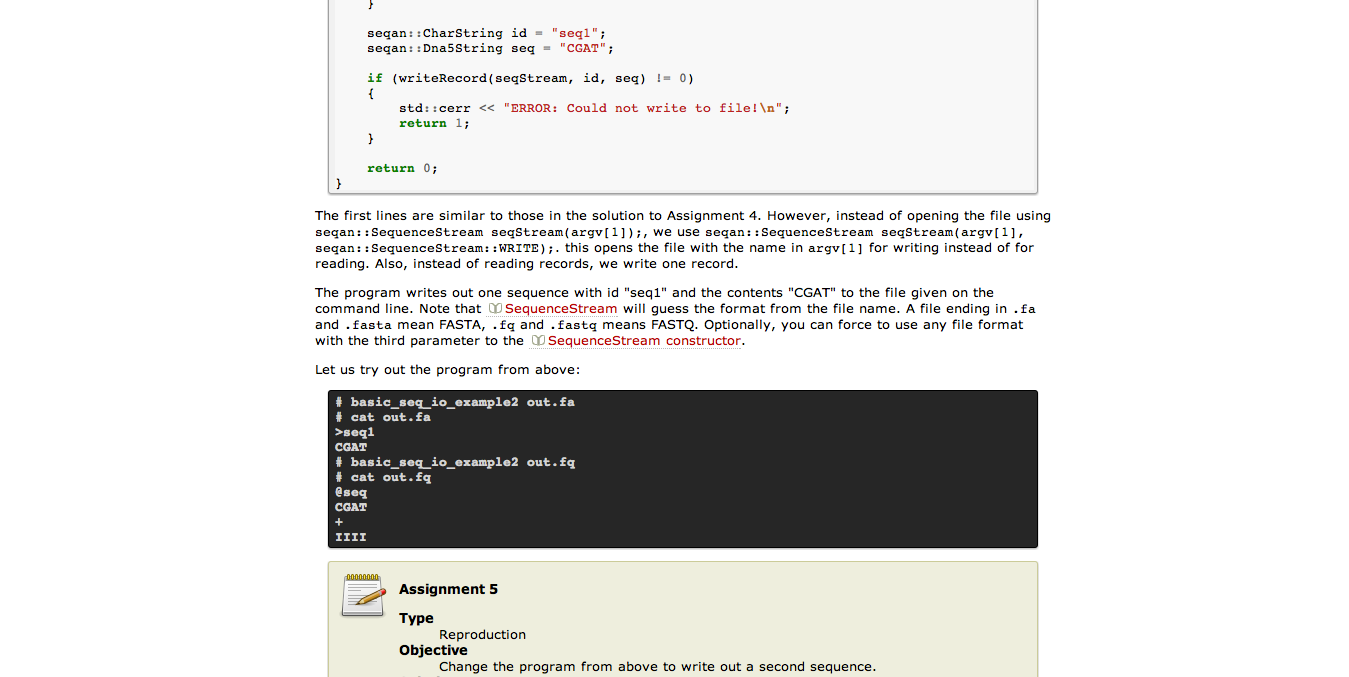 }
seqan::CharString id = "seq1";
seqan::Dna5String seq = "CGAT";
if (writeRecord(seqStream, id, seq) != 0)
{
std::cerr << "ERROR: Could not write to file!\n";
return 1;
}
return 0;
}
The first lines are similar to those in the solution to Assignment 4. However, instead of opening the file using
seqan::SequenceStream seqStream(argv[1]);, we use seqan::SequenceStream seqStream(argv[1],
seqan::SequenceStream::WRITE);. this opens the file with the name in argv[1] for writing instead of for
reading. Also, instead of reading records, we write one record.
The program writes out one sequence with id "seq1" and the contents "CGAT" to the file given on the
command line. Note that SequenceStream will guess the format from the file name. A file ending in .fa
and .fasta mean FASTA, .fq and .fastq means FASTQ. Optionally, you can force to use any file format
with the third parameter to the SequenceStream constructor.
Let us try out the program from above:
# basic_seq_io_example2 out.fa
# cat out.fa
>seq1
CGAT
# basic_seq_io_example2 out.fq
# cat out.fq
@seq
CGAT
+
IIII
Assignment 5
Type
Reproduction
Objective
Change the program from above to write out a second sequence.